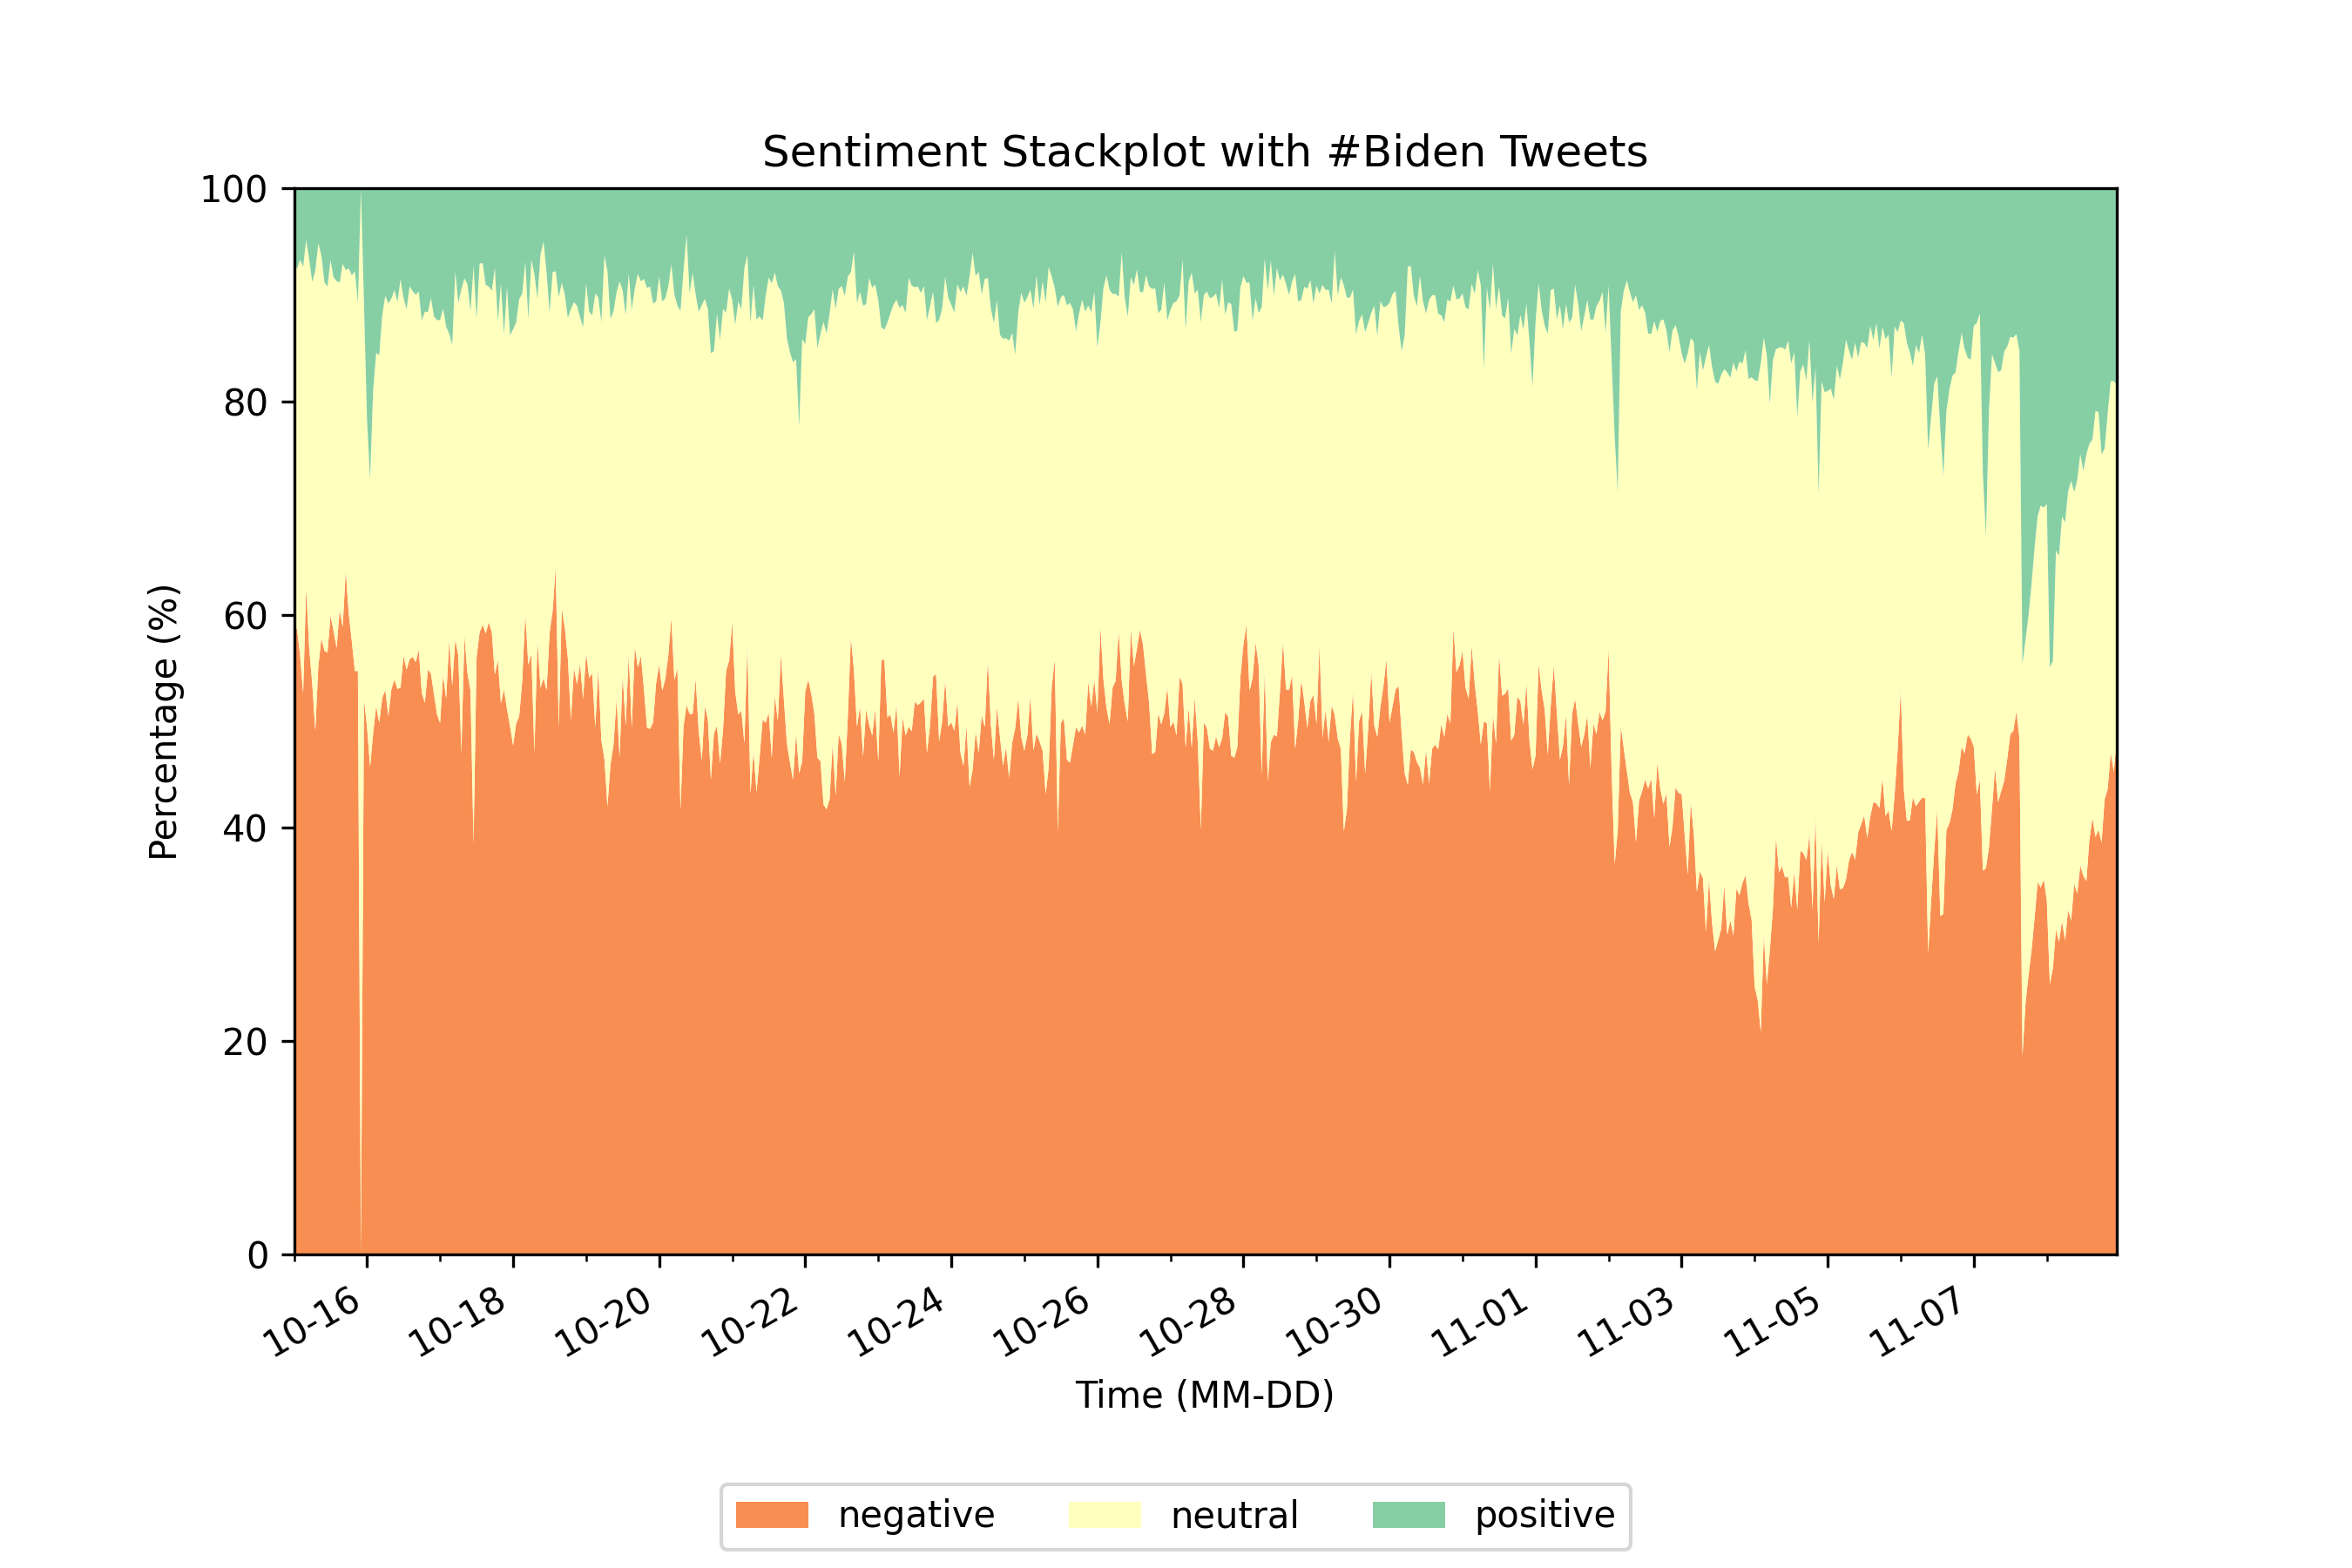 Sentiment Stackplot with #Biden Tweets
100
80
60
40
20
0
Percentage (%)
10-16 10-18 10-20 10-22 10-24 10-26 10-28 10-30 11-01 11-03 11-05 11-07
Time (MM-DD)
negative neutral positive